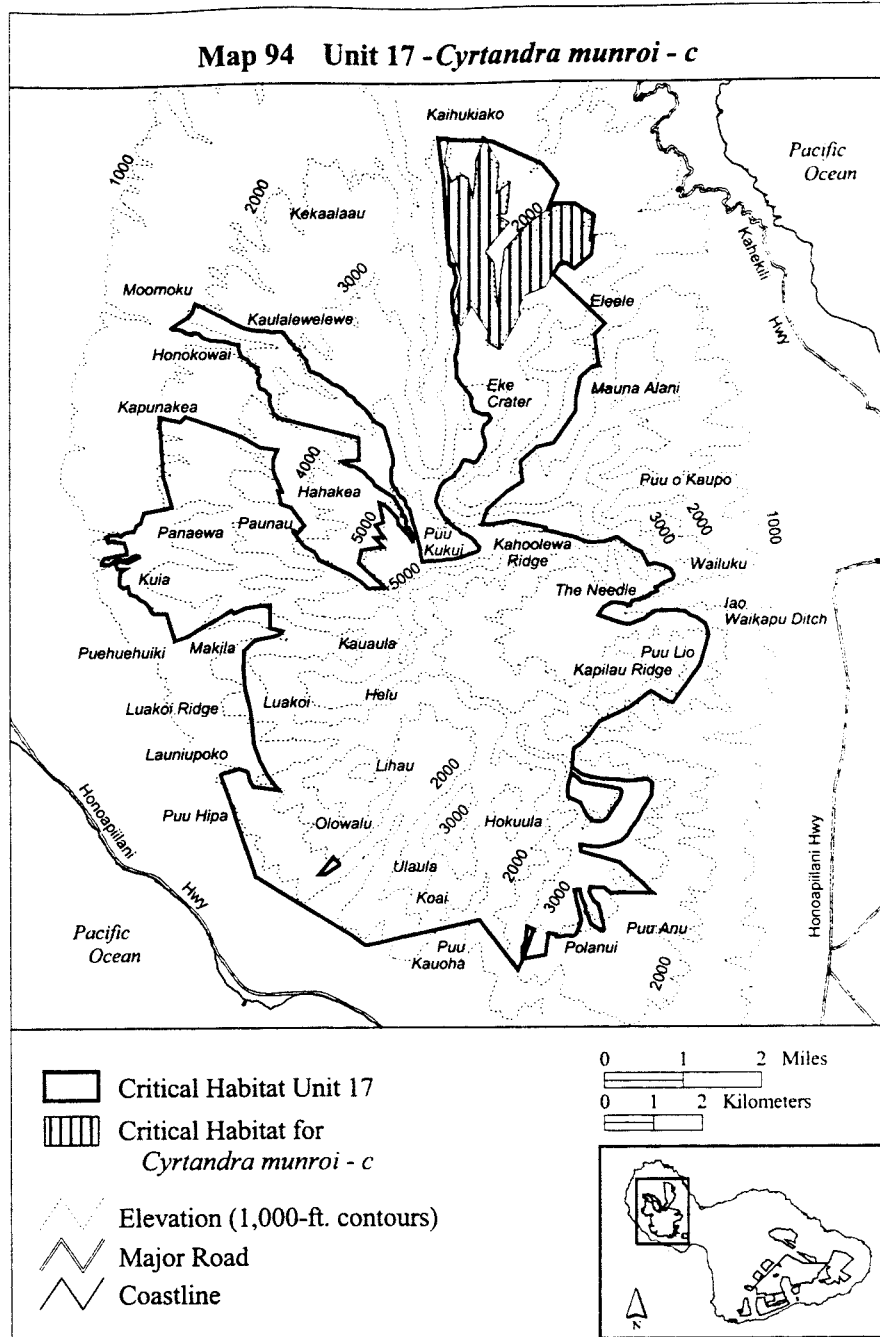 Map 94 Unit 17 - Cyrtandra munroi - c
Kaihukiako
Pacific
Ocean
1000
2000
Kekaalaau
2000
Kahekili
Hwy
3000
Moomoku
Kaulalewelewe
Eleele
Honokowai
Eke
Crater
Mauna Alani
Kapunakea
4000
Hahakea
Puu o Kaupo
3000
2000
1000
Panaewa
Paunau
5000
Puu
Kukui
Kahoolewa
Ridge
Wailuku
Kuia
5000
The Needle
Iao
Waikapu Ditch
Puehuehuiki
Makila
Kauaula
Puu Lio
Kapilau Ridge
Luakoi Ridge
Luakoi
Helu
Launiupoko
Lihau
2000
Honoapiilani
Hwy
Puu Hipa
Olowalu
3000
Hokuula
Honoapiilani Hwy
Ulaula
2000
Koai
3000
Pacific
Ocean
Puu
Kauoha
Polanui
Puu Anu
2000
Critical Habitat Unit 17
Critical Habitat for
Cyrtandra munroi - c
Elevation (1,000-ft. contours)
Major Road
Coastline
0 1 2 Miles
0 1 2 Kilometers
N